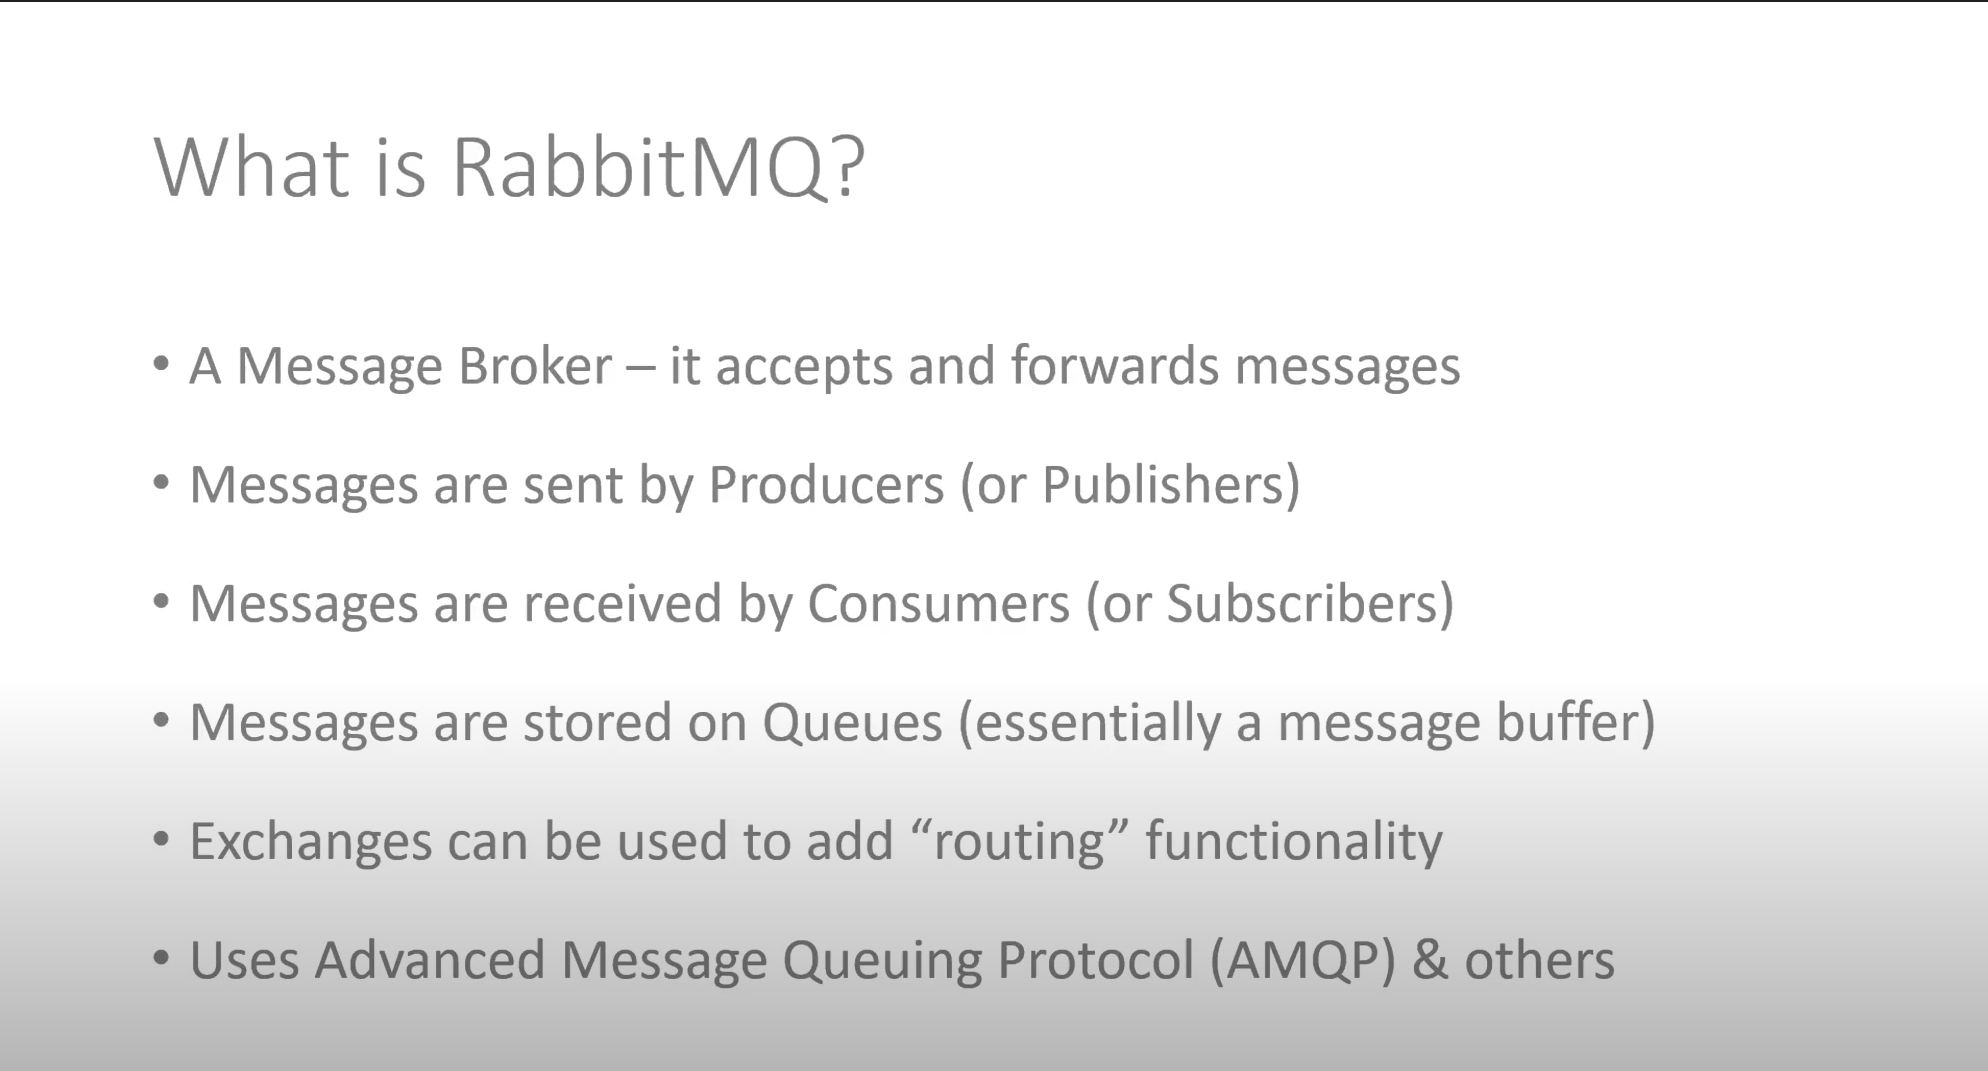 What is RabbitMQ?
• A Message Broker – it accepts and forwards messages
• Messages are sent by Producers (or Publishers)
• Messages are received by Consumers (or Subscribers)
• Messages are stored on Queues (essentially a message buffer)
• Exchanges can be used to add “routing” functionality
• Uses Advanced Message Queuing Protocol (AMQP) & others